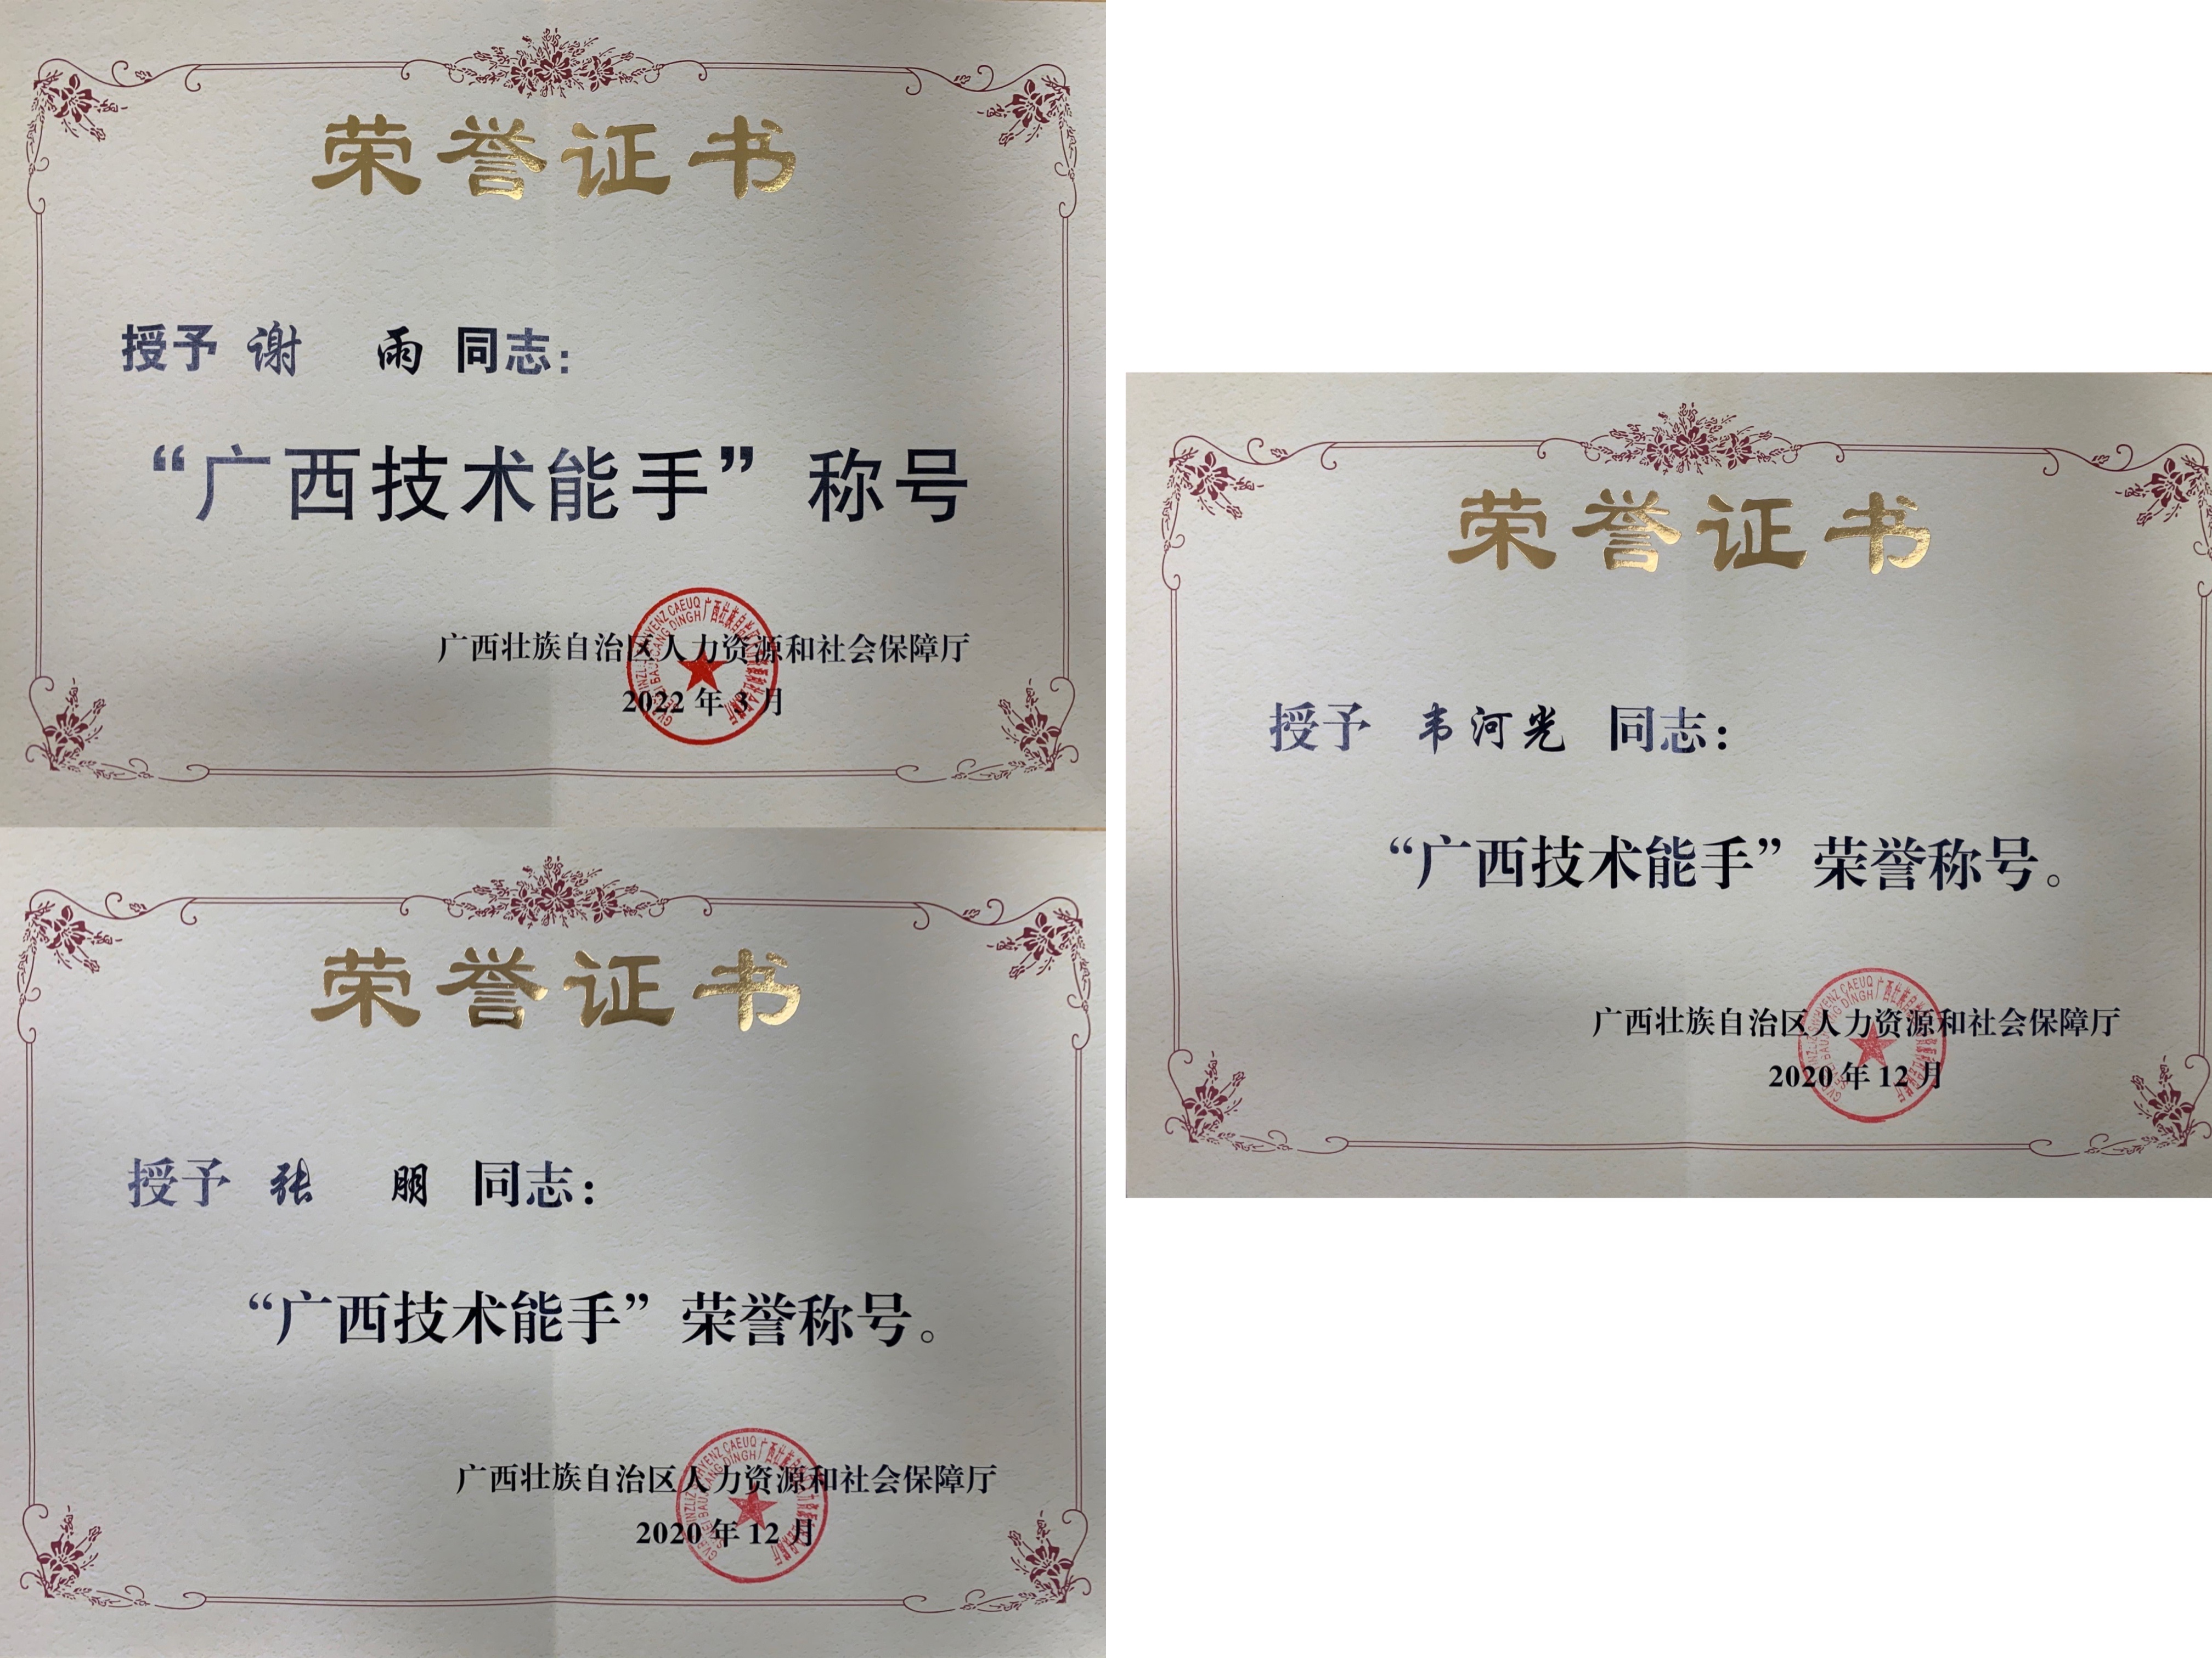 荣誉证书
授予 谢 雨 同志：
“广西技术能手”称号
广西壮族自治区人力资源和社会保障厅
2022 年 3 月
荣誉证书
授予 张 朋 同志：
“广西技术能手”荣誉称号。
广西壮族自治区人力资源和社会保障厅
2020 年 12 月
荣誉证书
授予 韦河光 同志：
“广西技术能手”荣誉称号。
广西壮族自治区人力资源和社会保障厅
2020 年 12 月